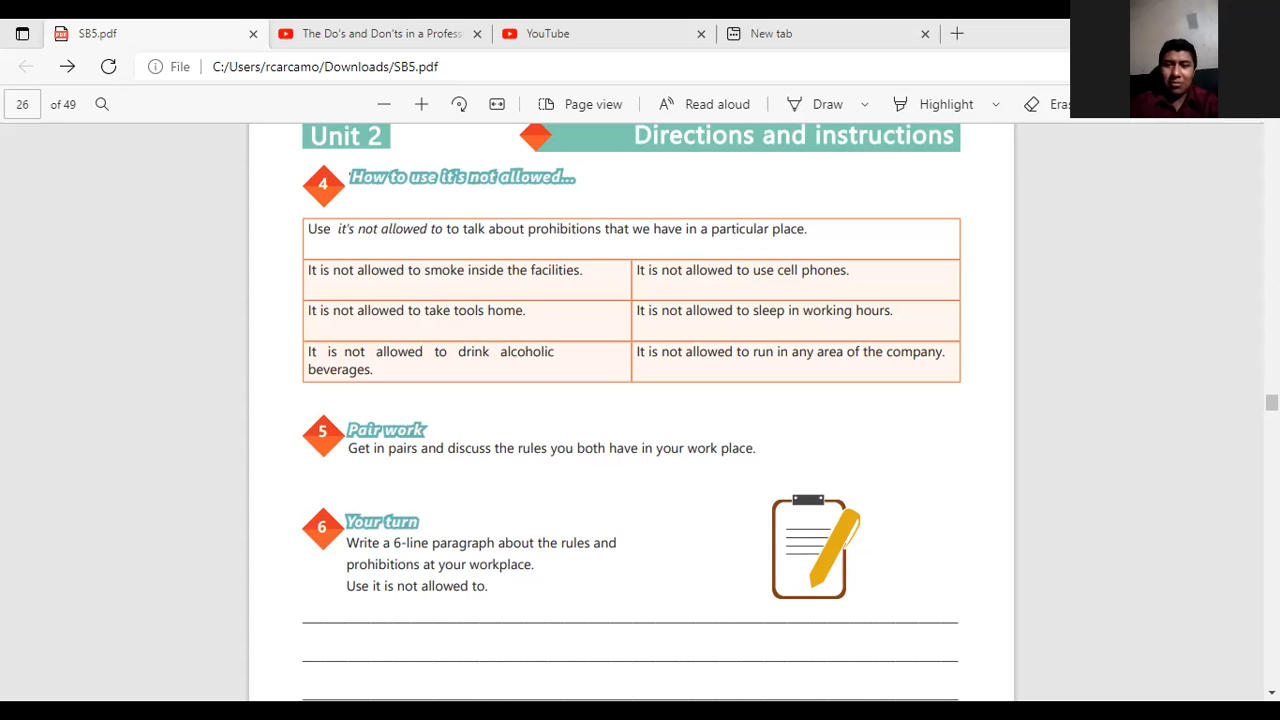 SB5.pdf
The Do's and Don'ts in a Profess
YouTube
New tab
File C:/Users/rcarcamo/Downloads/SB5.pdf
26 of 49 Page view Read aloud Draw Highlight Eras
Unit 2 Directions and instructions
4 How to use it's not allowed...
Use it's not allowed to to talk about prohibitions that we have in a particular place.
It is not allowed to smoke inside the facilities. It is not allowed to use cell phones.
It is not allowed to take tools home. It is not allowed to sleep in working hours.
It is not allowed to drink alcoholic
beverages.
It is not allowed to run in any area of the company.
5 Pair work
Get in pairs and discuss the rules you both have in your work place.
6 Your turn
Write a 6-line paragraph about the rules and
prohibitions at your workplace.
Use it is not allowed to.